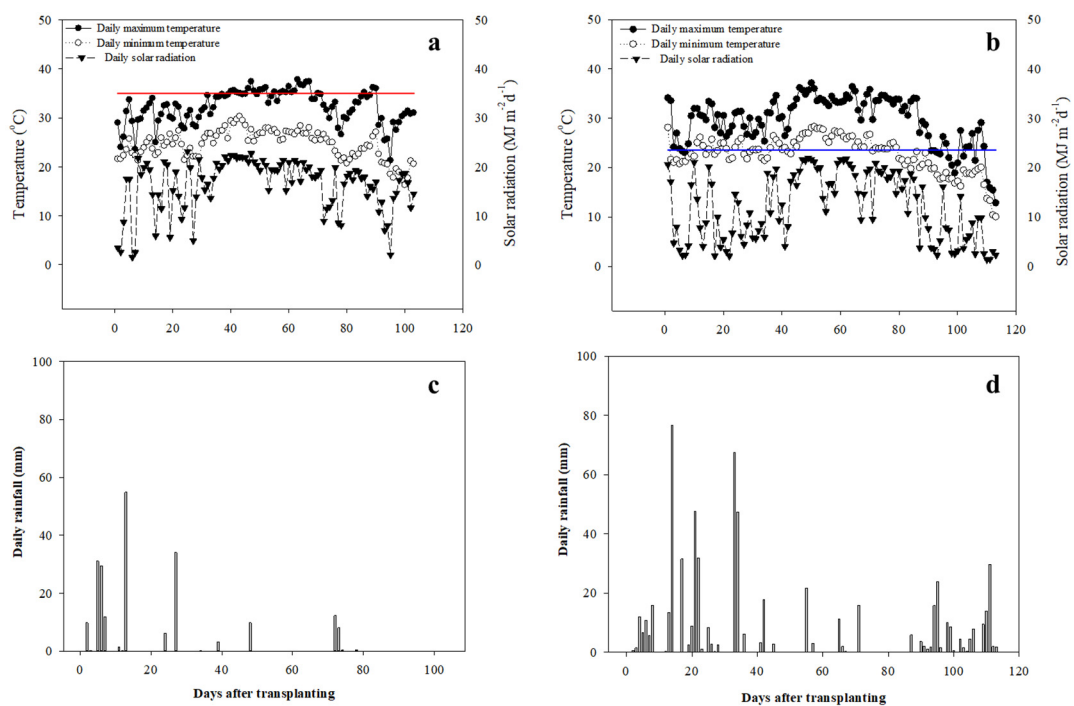 50
40
30
20
10
0
Temperature (°C)
Daily maximum temperature
Daily minimum temperature
Daily solar radiation
a
50
40
30
20
10
0
Solar radiation (MJ m⁻² d⁻¹)
0 20 40 60 80 100 120
50
40
30
20
10
0
Temperature (°C)
Daily maximum temperature
Daily minimum temperature
Daily solar radiation
b
50
40
30
20
10
0
Solar radiation (MJ m⁻² d⁻¹)
0 20 40 60 80 100 120
100
80
60
40
20
0
Daily rainfall (mm)
c
0 20 40 60 80 100
Days after transplanting
100
80
60
40
20
0
Daily rainfall (mm)
d
0 20 40 60 80 100 120
Days after transplanting